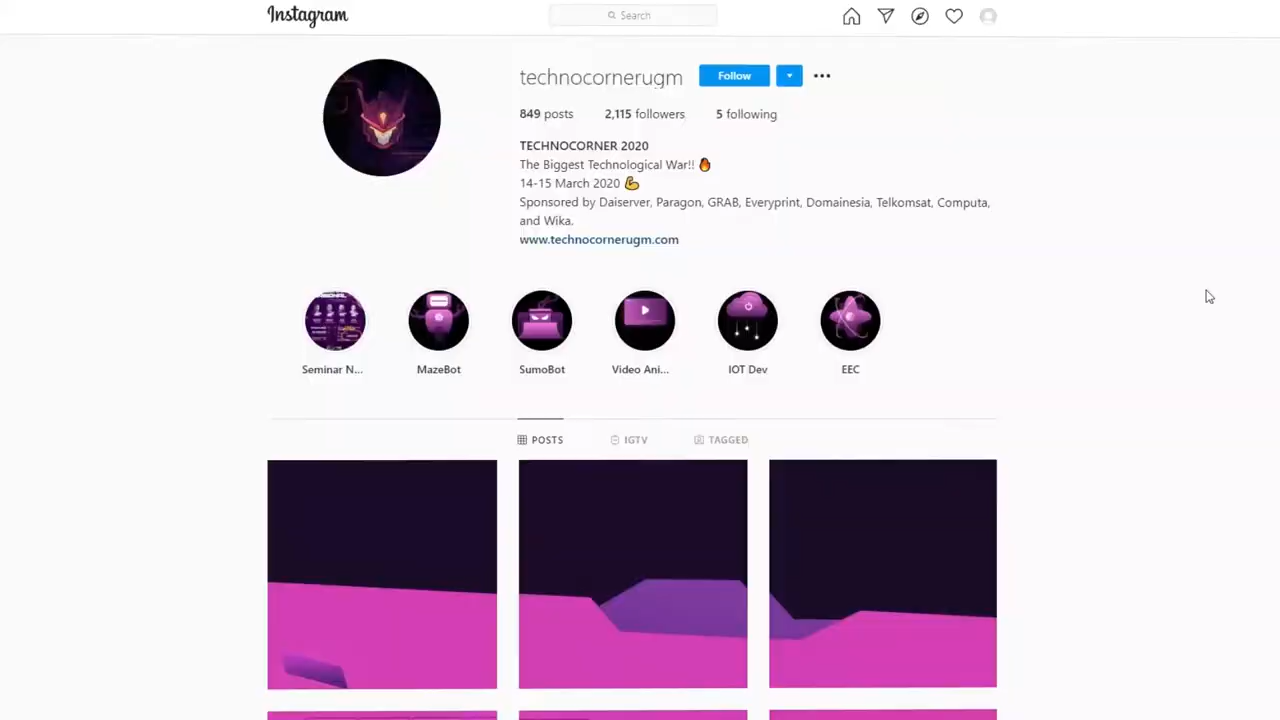 Instagram
Search
technocornerugm
Follow
849 posts 2,115 followers 5 following
TECHNOCORNER 2020
The Biggest Technological War!! 🔥
14-15 March 2020 💪
Sponsored by Daiserver, Paragon, GRAB, Everyprint, Domainesia, Telkomsat, Computa,
and Wika.
www.technocornerugm.com
Seminar N... MazeBot SumoBot Video Ani... IOT Dev EEC
POSTS IGTV TAGGED